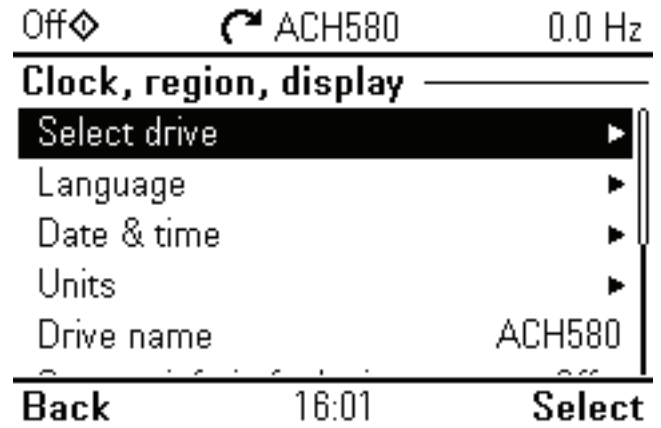 Off ACH580 0.0 Hz
Clock, region, display
Select drive
Language
Date & time
Units
Drive name ACH580
Back 16:01 Select